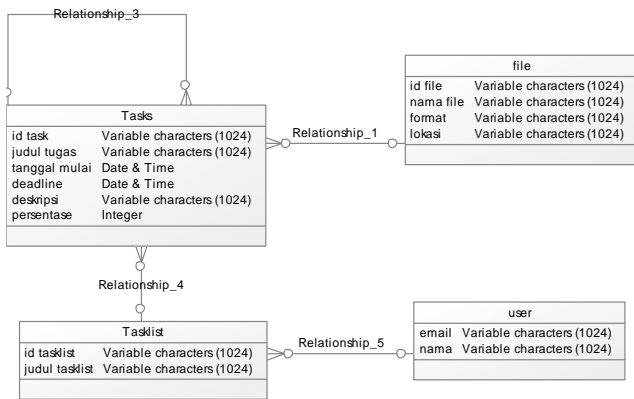 Relationship_3
file
id file Variable characters (1024)
nama file Variable characters (1024)
format Variable characters (1024)
lokasi Variable characters (1024)
Tasks
id task Variable characters (1024)
judul tugas Variable characters (1024)
tanggal mulai Date & Time
deadline Date & Time
deskripsi Variable characters (1024)
persentase Integer
Relationship_1
Relationship_4
Tasklist
id tasklist Variable characters (1024)
judul tasklist Variable characters (1024)
Relationship_5
user
email Variable characters (1024)
nama Variable characters (1024)